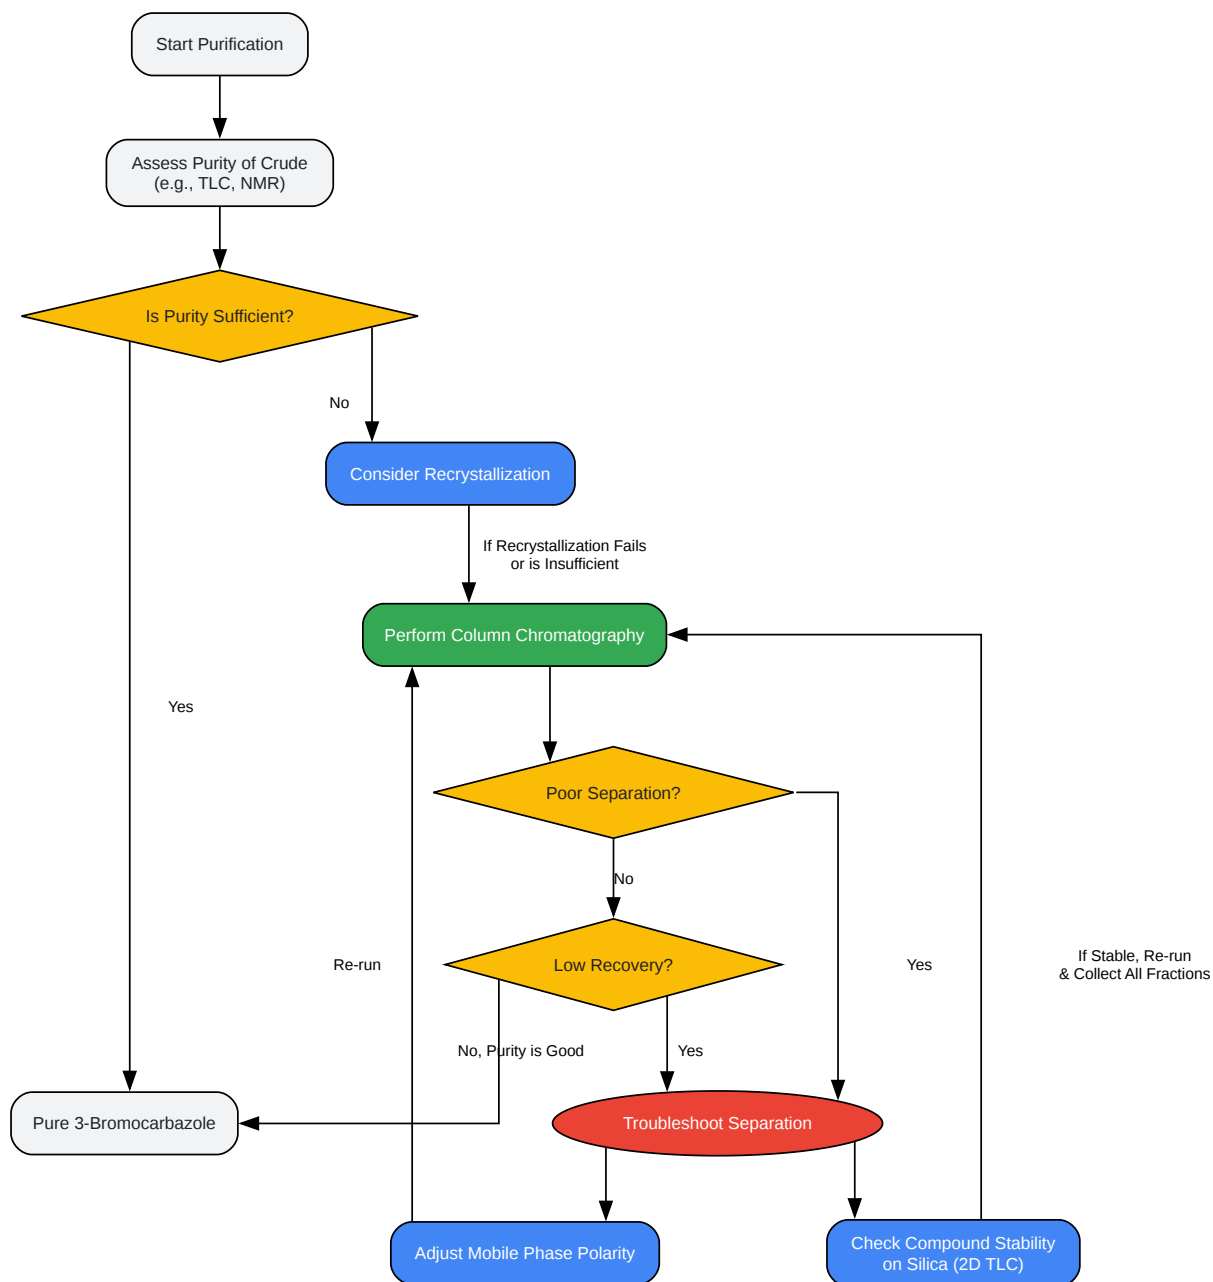 Start Purification
Assess Purity of Crude
(e.g., TLC, NMR)
Is Purity Sufficient?
No
Consider Recrystallization
If Recrystallization Fails
or is Insufficient
Perform Column Chromatography
Yes
Poor Separation?
No
Low Recovery?
Re-run
Yes
If Stable, Re-run
& Collect All Fractions
No, Purity is Good
Yes
Pure 3-Bromocarbazole
Troubleshoot Separation
Adjust Mobile Phase Polarity
Check Compound Stability
on Silica (2D TLC)